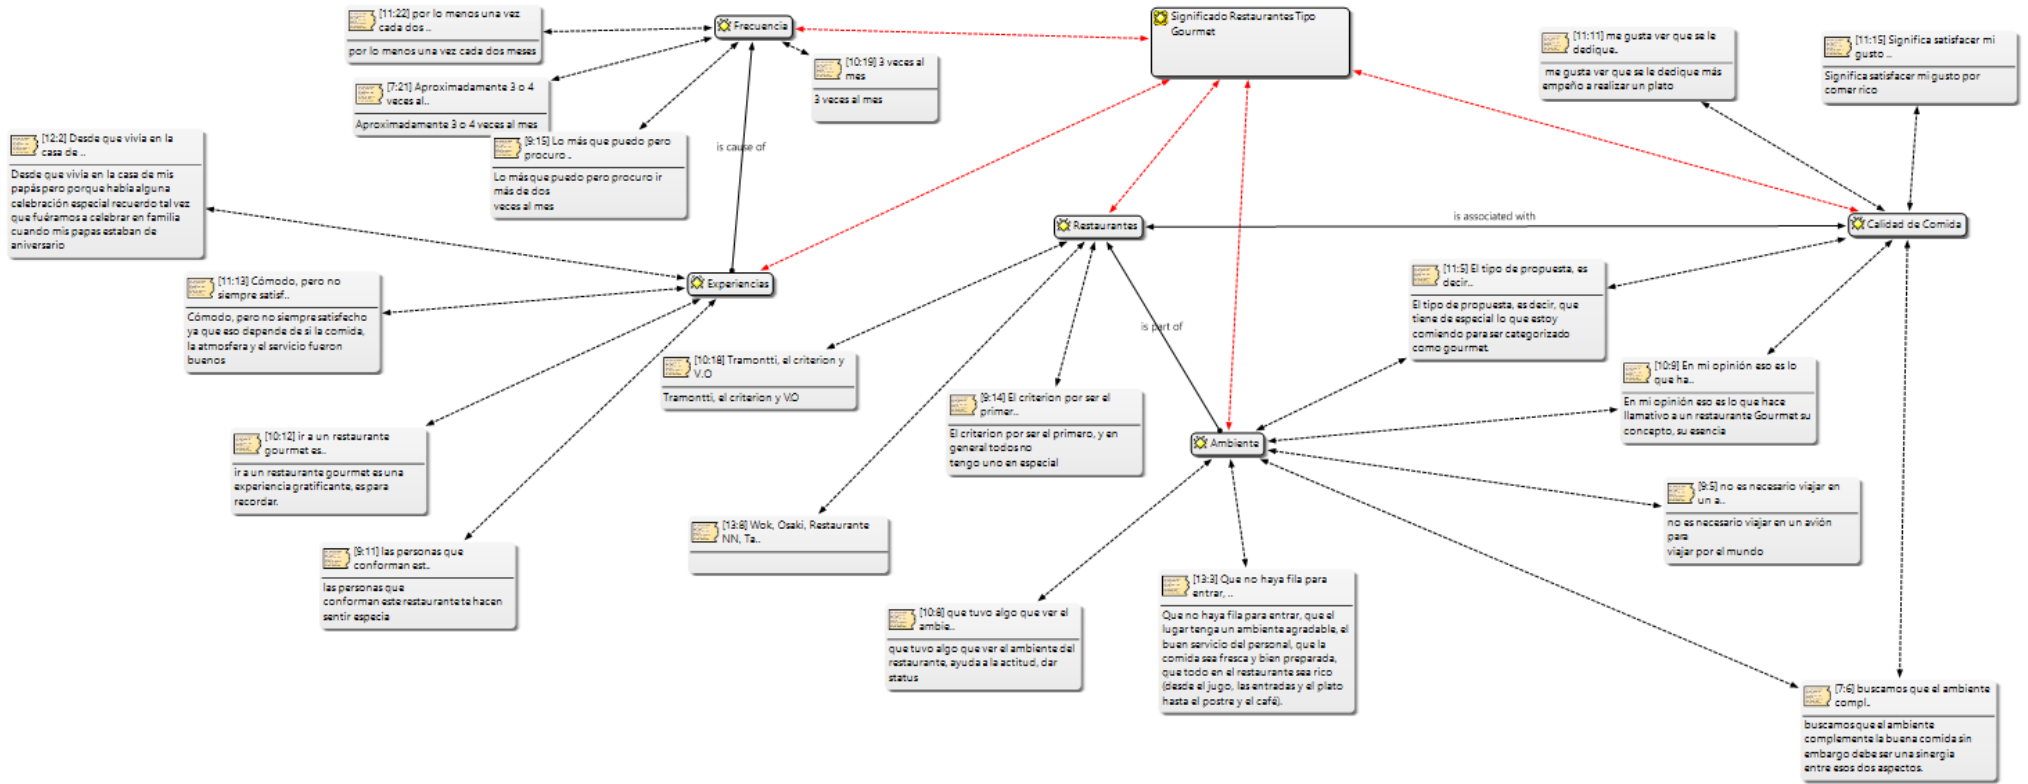 [11:22] por lo menos una vez
cada dos ..
por lo menos una vez cada dos meses
Frecuencia
Significado Restaurantes Tipo
Gourmet
[11:11] me gusta ver que se le
dedique..
me gusta ver que se le dedique más
empeño a realizar un plato
[11:15] Significa satisfacer mi
gusto ..
Significa satisfacer mi gusto por
comer rico
[10:19] 3 veces al
mes
3 veces al mes
[7:21] Aproximadamente 3 o 4
veces al..
Aproximadamente 3 o 4 veces al mes
[9:15] Lo más que puedo pero
procuro ..
Lo más que puedo pero procuro ir
más de dos
veces al mes
is cause of
[12:2] Desde que vivía en la
casa de ..
Desde que vivía en la casa de mis
papás pero porque había alguna
celebración especial recuerdo tal vez
que fuéramos a celebrar en familia
cuando mis papas estaban de
aniversario
Restaurantes
is associated with
Calidad de Comida
Experiencias
[11:13] Cómodo, pero no
siempre satisf..
Cómodo, pero no siempre satisfecho
ya que eso depende de si la comida,
la atmosfera y el servicio fueron
buenos
[11:5] El tipo de propuesta, es
decir..
El tipo de propuesta, es decir, que
tiene de especial lo que estoy
comiendo para ser categorizado
como gourmet.
is part of
[10:18] Tramontti, el criterion y
V.O
Tramontti, el criterion y V.O
[9:14] El criterion por ser el
primer..
El criterion por ser el primero, y en
general todos no
tengo uno en especial
[10:9] En mi opinión eso es lo
que ha..
En mi opinión eso es lo que hace
llamativo a un restaurante Gourmet su
concepto, su esencia
Ambiente
[10:12] ir a un restaurante
gourmet es..
ir a un restaurante gourmet es una
experiencia gratificante, es para
recordar.
[9:5] no es necesario viajar en
un a..
no es necesario viajar en un avión
para
viajar por el mundo
[13:6] Wok, Osaki, Restaurante
NN, Ta..
[9:11] las personas que
conforman est..
las personas que
conforman este restaurante te hacen
sentir especia
[13:3] Que no haya fila para
entrar, ..
Que no haya fila para entrar, que el
lugar tenga un ambiente agradable, el
buen servicio del personal, que la
comida sea fresca y bien preparada,
que todo en el restaurante sea rico
(desde el jugo, las entradas y el plato
hasta el postre y el café).
[10:8] que tuvo algo que ver el
ambie..
que tuvo algo que ver el ambiente del
restaurante, ayuda a la actitud, dar
status
[7:6] buscamos que el ambiente
compl..
buscamos que el ambiente
complemente la buena comida sin
embargo debe ser una sinergia
entre esos dos aspectos.